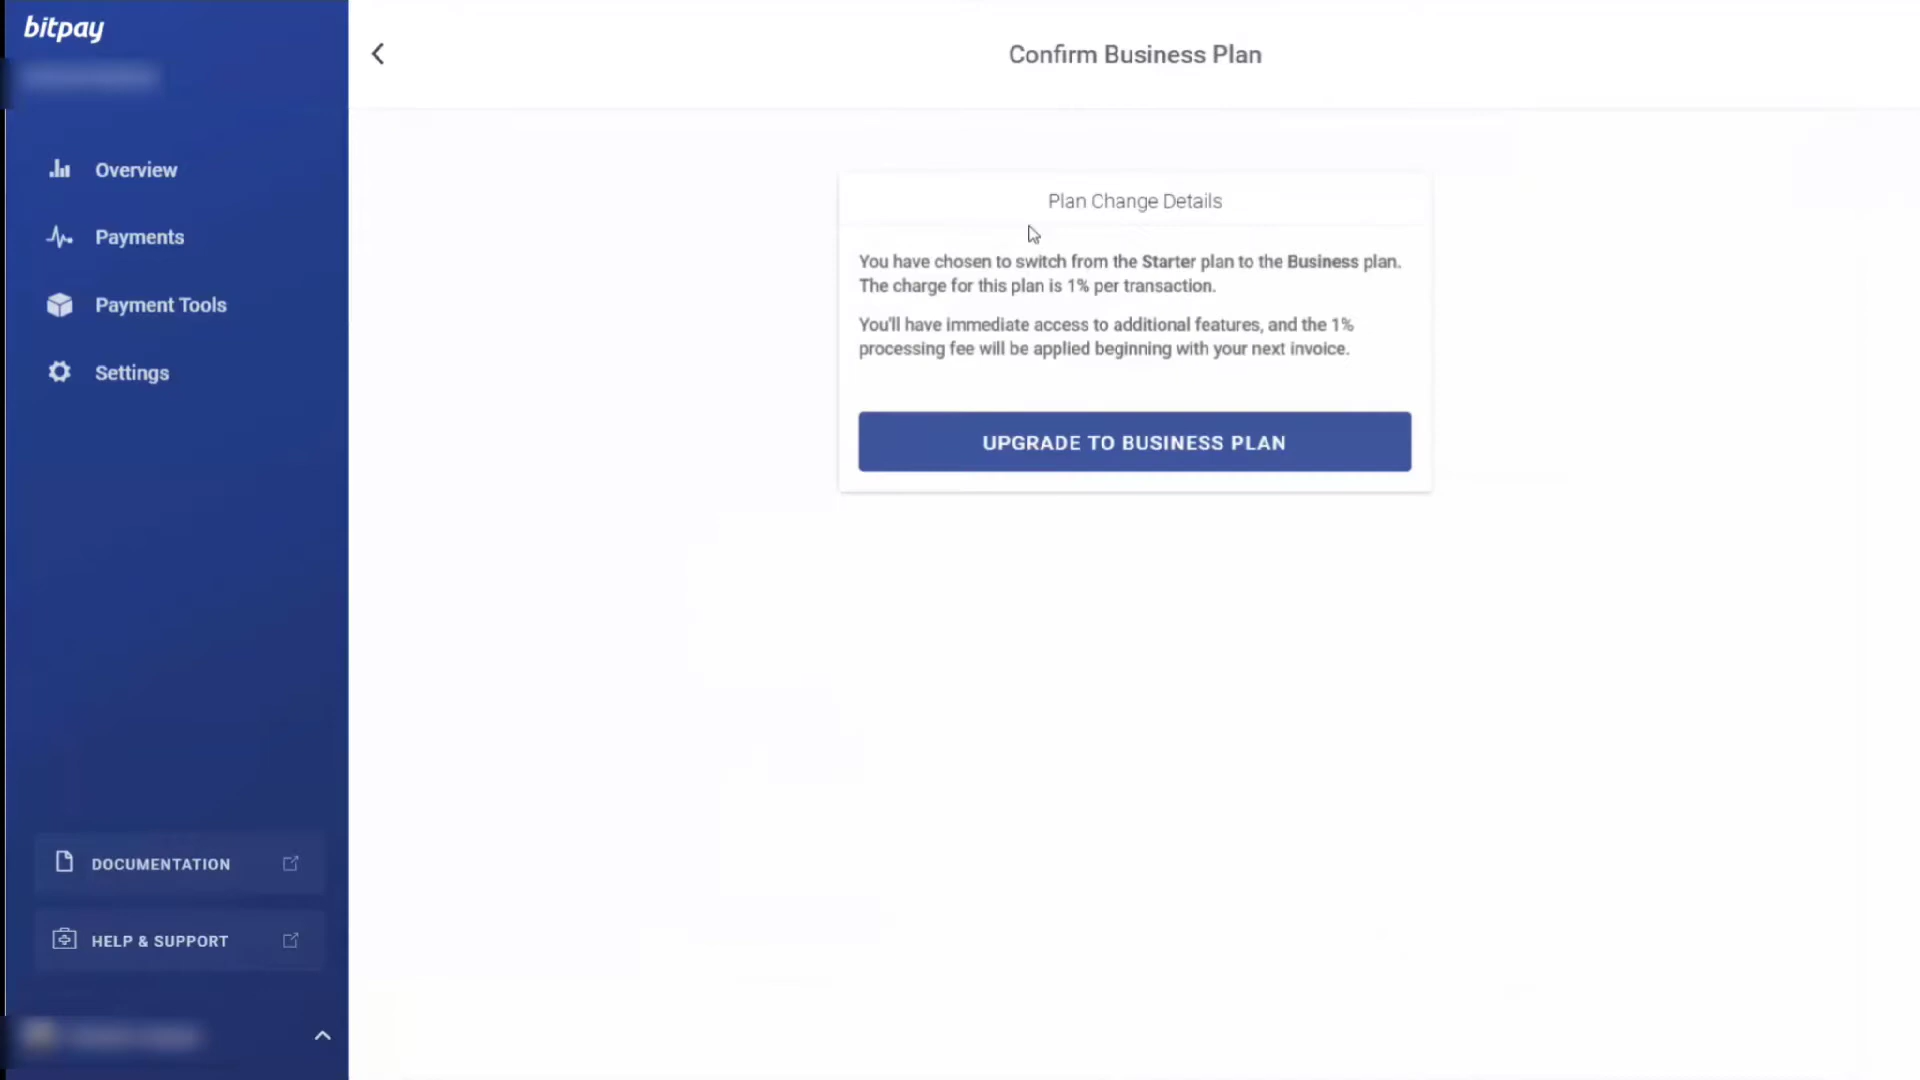 bitpay
Overview
Payments
Payment Tools
Settings
DOCUMENTATION
HELP & SUPPORT
Confirm Business Plan
Plan Change Details
You have chosen to switch from the Starter plan to the Business plan.
The charge for this plan is 1% per transaction.
You'll have immediate access to additional features, and the 1%
processing fee will be applied beginning with your next invoice.
UPGRADE TO BUSINESS PLAN